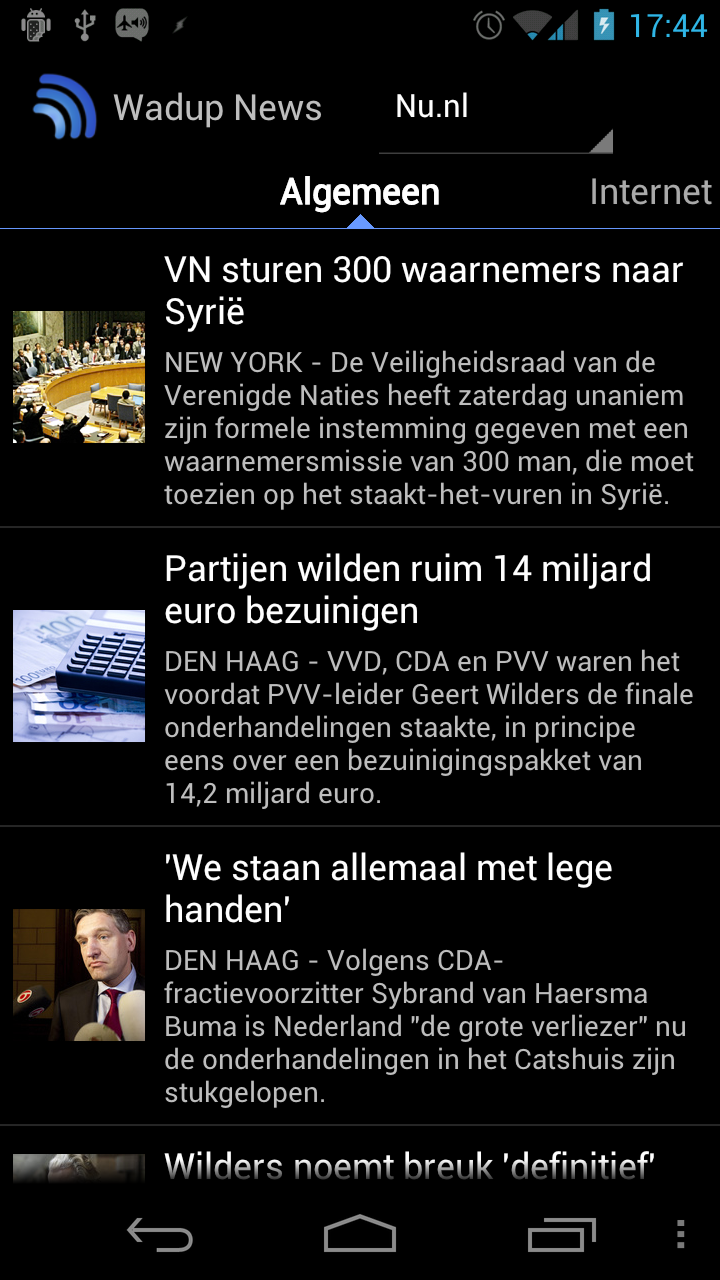 17:44
Wadup News
Nu.nl
Algemeen
Internet
VN sturen 300 waarnemers naar
Syrië
NEW YORK - De Veiligheidsraad van de
Verenigde Naties heeft zaterdag unaniem
zijn formele instemming gegeven met een
waarnemersmissie van 300 man, die moet
toezien op het staakt-het-vuren in Syrië.
Partijen wilden ruim 14 miljard
euro bezuinigen
DEN HAAG - VVD, CDA en PVV waren het
voordat PVV-leider Geert Wilders de finale
onderhandelingen staakte, in principe
eens over een bezuinigingspakket van
14,2 miljard euro.
'We staan allemaal met lege
handen'
DEN HAAG - Volgens CDA-
fractievoorzitter Sybrand van Haersma
Buma is Nederland "de grote verliezer" nu
de onderhandelingen in het Catshuis zijn
stukgelopen.
Wilders noemt breuk 'definitief'